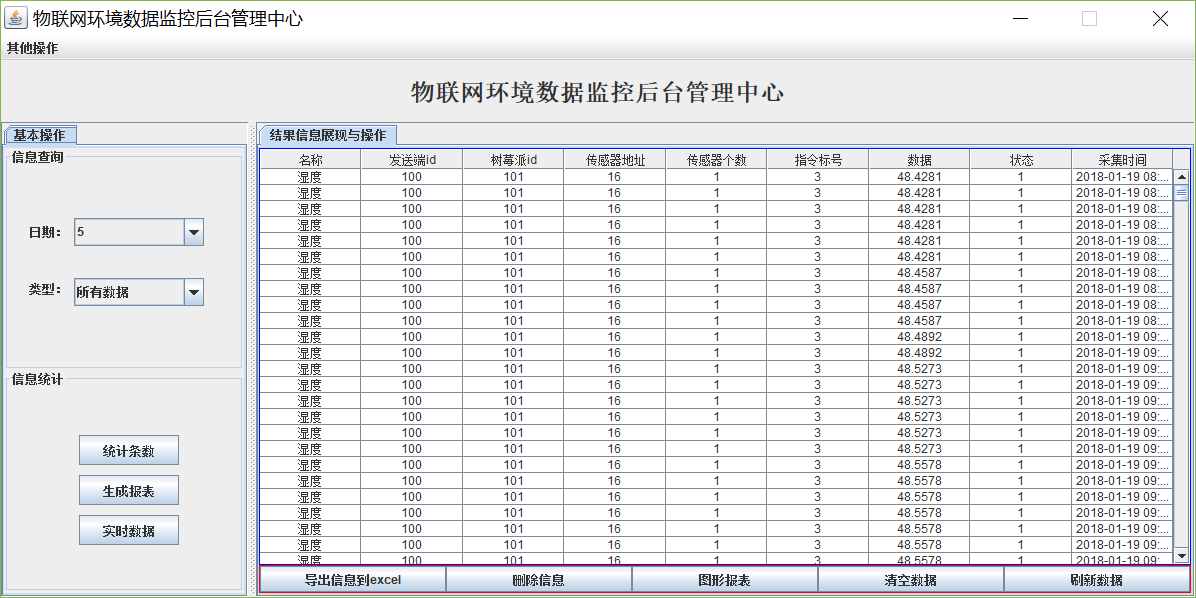 物联网环境数据监控后台管理中心
其他操作
物联网环境数据监控后台管理中心
基本操作
信息查询
日期： 5
类型： 所有数据
信息统计
统计条数
生成报表
实时数据
结果信息展现与操作
名称 发送端id 树莓派id 传感器地址 传感器个数 指令标号 数据 状态 采集时间
湿度 100 101 16 1 3 48.4281 1 2018-01-19 08:...
湿度 100 101 16 1 3 48.4281 1 2018-01-19 08:...
湿度 100 101 16 1 3 48.4281 1 2018-01-19 08:...
湿度 100 101 16 1 3 48.4281 1 2018-01-19 08:...
湿度 100 101 16 1 3 48.4281 1 2018-01-19 08:...
湿度 100 101 16 1 3 48.4281 1 2018-01-19 08:...
湿度 100 101 16 1 3 48.4587 1 2018-01-19 08:...
湿度 100 101 16 1 3 48.4587 1 2018-01-19 08:...
湿度 100 101 16 1 3 48.4587 1 2018-01-19 08:...
湿度 100 101 16 1 3 48.4587 1 2018-01-19 08:...
湿度 100 101 16 1 3 48.4892 1 2018-01-19 08:...
湿度 100 101 16 1 3 48.4892 1 2018-01-19 08:...
湿度 100 101 16 1 3 48.5273 1 2018-01-19 09:...
湿度 100 101 16 1 3 48.5273 1 2018-01-19 09:...
湿度 100 101 16 1 3 48.5273 1 2018-01-19 09:...
湿度 100 101 16 1 3 48.5273 1 2018-01-19 09:...
湿度 100 101 16 1 3 48.5273 1 2018-01-19 09:...
湿度 100 101 16 1 3 48.5273 1 2018-01-19 09:...
湿度 100 101 16 1 3 48.5578 1 2018-01-19 09:...
湿度 100 101 16 1 3 48.5578 1 2018-01-19 09:...
湿度 100 101 16 1 3 48.5578 1 2018-01-19 09:...
湿度 100 101 16 1 3 48.5578 1 2018-01-19 09:...
湿度 100 101 16 1 3 48.5578 1 2018-01-19 09:...
湿度 100 101 16 1 3 48.5578 1 2018-01-19 09:...
湿度 100 101 16 1 3 48.5578 1 2018-01-19 09:
导出信息到excel 删除信息 图形报表 清空数据 刷新数据